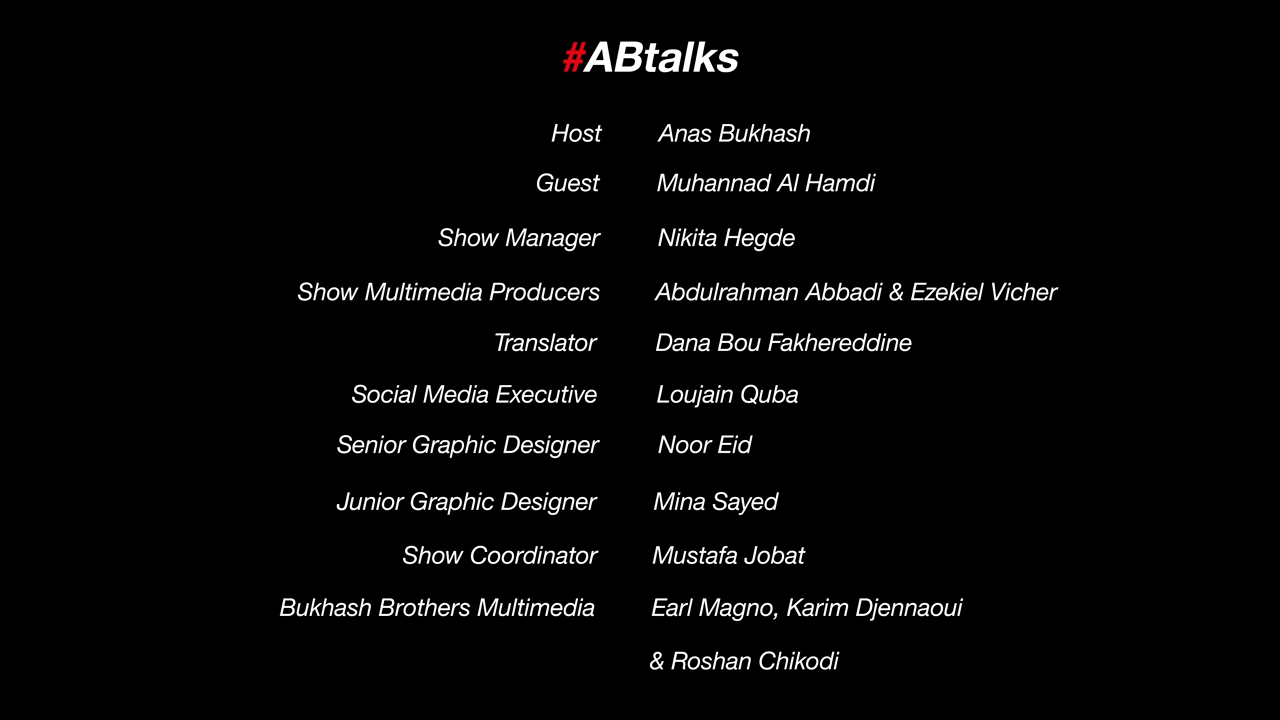 #ABtalks
Host Anas Bukhash
Guest Muhannad Al Hamdi
Show Manager Nikita Hegde
Show Multimedia Producers Abdulrahman Abbadi & Ezekiel Vicher
Translator Dana Bou Fakhereddine
Social Media Executive Loujain Quba
Senior Graphic Designer Noor Eid
Junior Graphic Designer Mina Sayed
Show Coordinator Mustafa Jobat
Bukhash Brothers Multimedia Earl Magno, Karim Djennaoui
& Roshan Chikodi